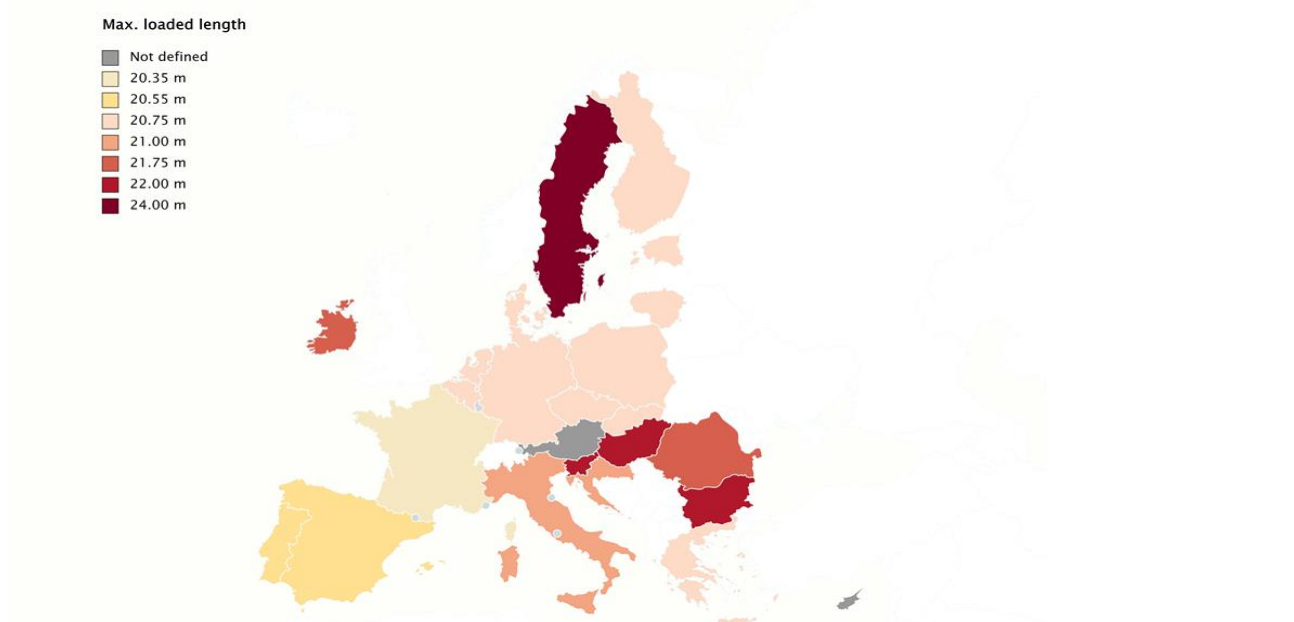 Max. loaded length
Not defined
20.35 m
20.55 m
20.75 m
21.00 m
21.75 m
22.00 m
24.00 m